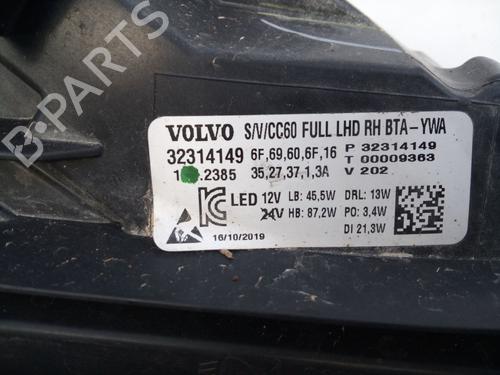 VOLVO S/V/CC60 FULL LHD RH BTA-YWA
32314149 6F,69,60,6F,16 P 32314149
35,27,37,1,3A T 00009363
.2385 V 202
LED 12V LB: 45,5W DRL: 13W
24V HB: 87,2W PO: 3,4W
16/10/2019 DI 21,3W
B-PARTS